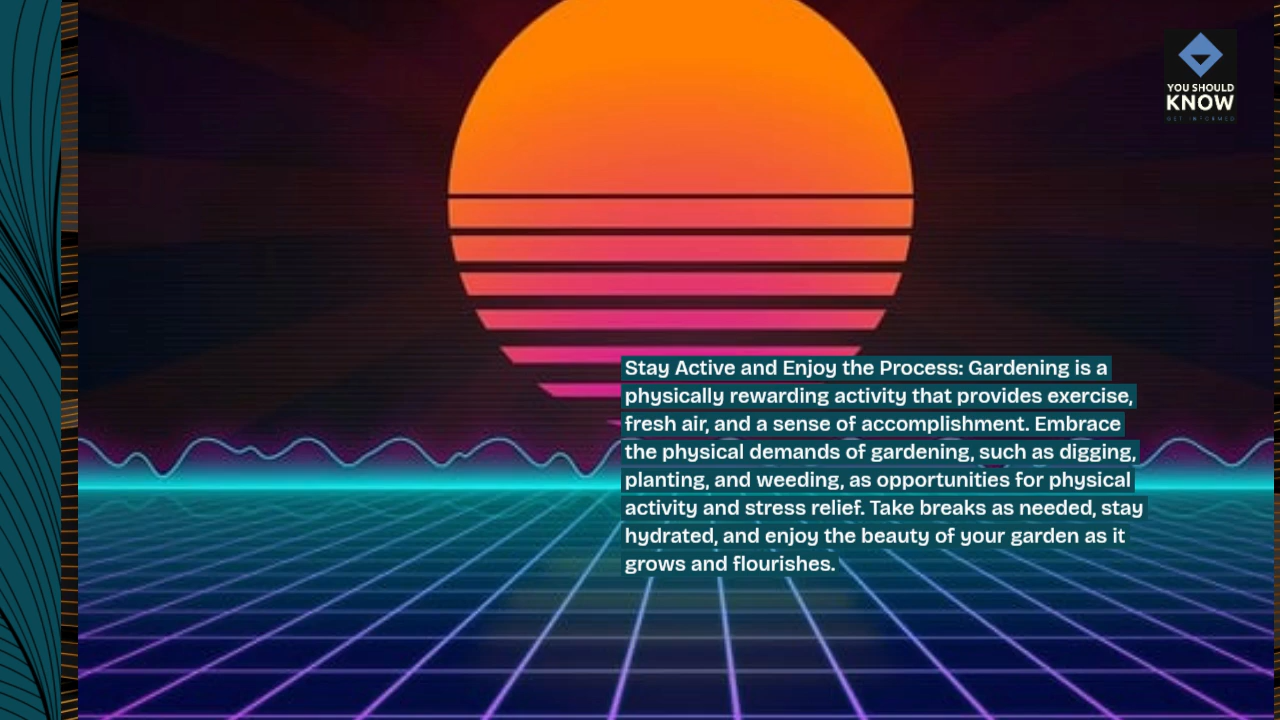 YOU SHOULD
KNOW
GET INFORMED
Stay Active and Enjoy the Process: Gardening is a
physically rewarding activity that provides exercise,
fresh air, and a sense of accomplishment. Embrace
the physical demands of gardening, such as digging,
planting, and weeding, as opportunities for physical
activity and stress relief. Take breaks as needed, stay
hydrated, and enjoy the beauty of your garden as it
grows and flourishes.